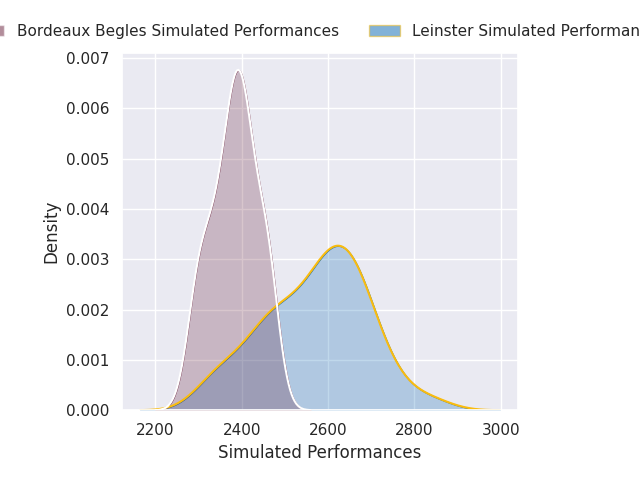 Bordeaux Begles Simulated Performances
Leinster Simulated
0.007
0.006
0.005
0.004
0.003
0.002
0.001
0.000
Density
2200 2400 2600 2800 3000
Simulated Performances